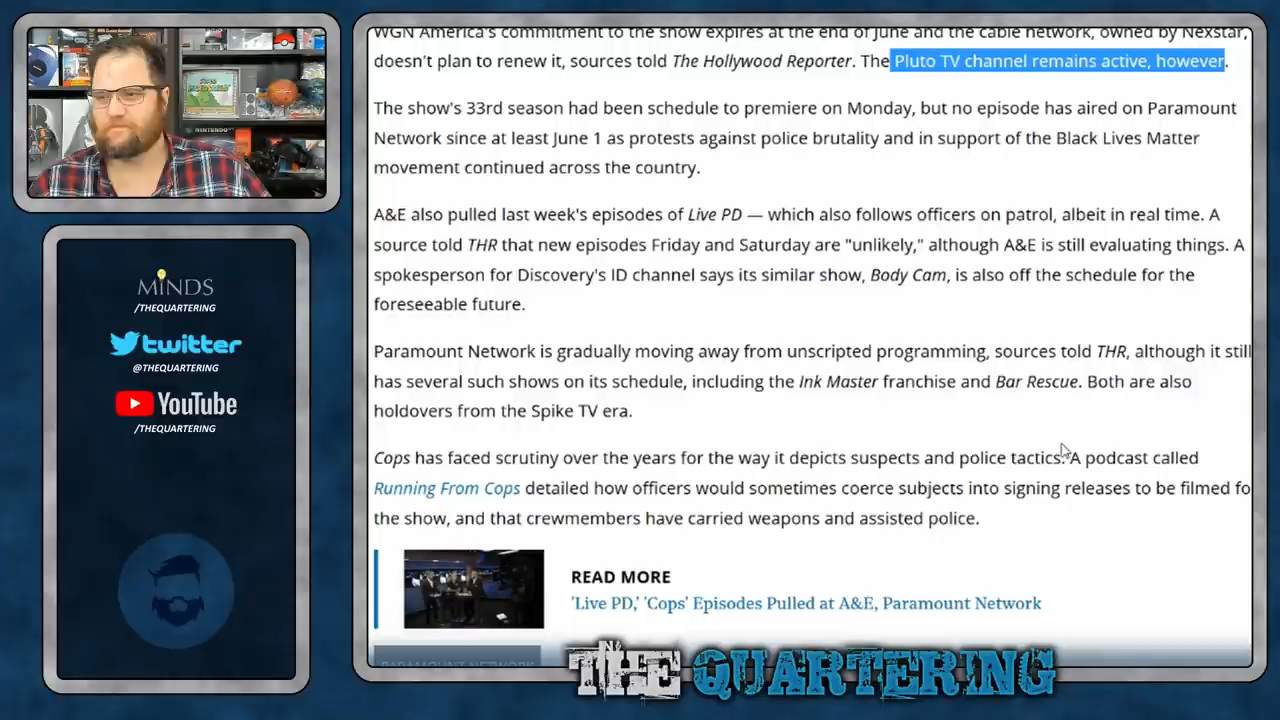 WGN America's commitment to the show expires at the end of June and the cable network, owned by Nexstar,
doesn't plan to renew it, sources told The Hollywood Reporter. The Pluto TV channel remains active, however.
The show's 33rd season had been schedule to premiere on Monday, but no episode has aired on Paramount
Network since at least June 1 as protests against police brutality and in support of the Black Lives Matter
movement continued across the country.
A&E also pulled last week's episodes of Live PD — which also follows officers on patrol, albeit in real time. A
source told THR that new episodes Friday and Saturday are "unlikely," although A&E is still evaluating things. A
spokesperson for Discovery's ID channel says its similar show, Body Cam, is also off the schedule for the
foreseeable future.
Paramount Network is gradually moving away from unscripted programming, sources told THR, although it still
has several such shows on its schedule, including the Ink Master franchise and Bar Rescue. Both are also
holdovers from the Spike TV era.
Cops has faced scrutiny over the years for the way it depicts suspects and police tactics. A podcast called
Running From Cops detailed how officers would sometimes coerce subjects into signing releases to be filmed fo
the show, and that crewmembers have carried weapons and assisted police.
READ MORE
'Live PD,' 'Cops' Episodes Pulled at A&E, Paramount Network
PARAMOUNT NETWORK
MINDS
/THEQUARTERING
twitter
@THEQUARTERING
YouTube
/THEQUARTERING
THE QUARTERING